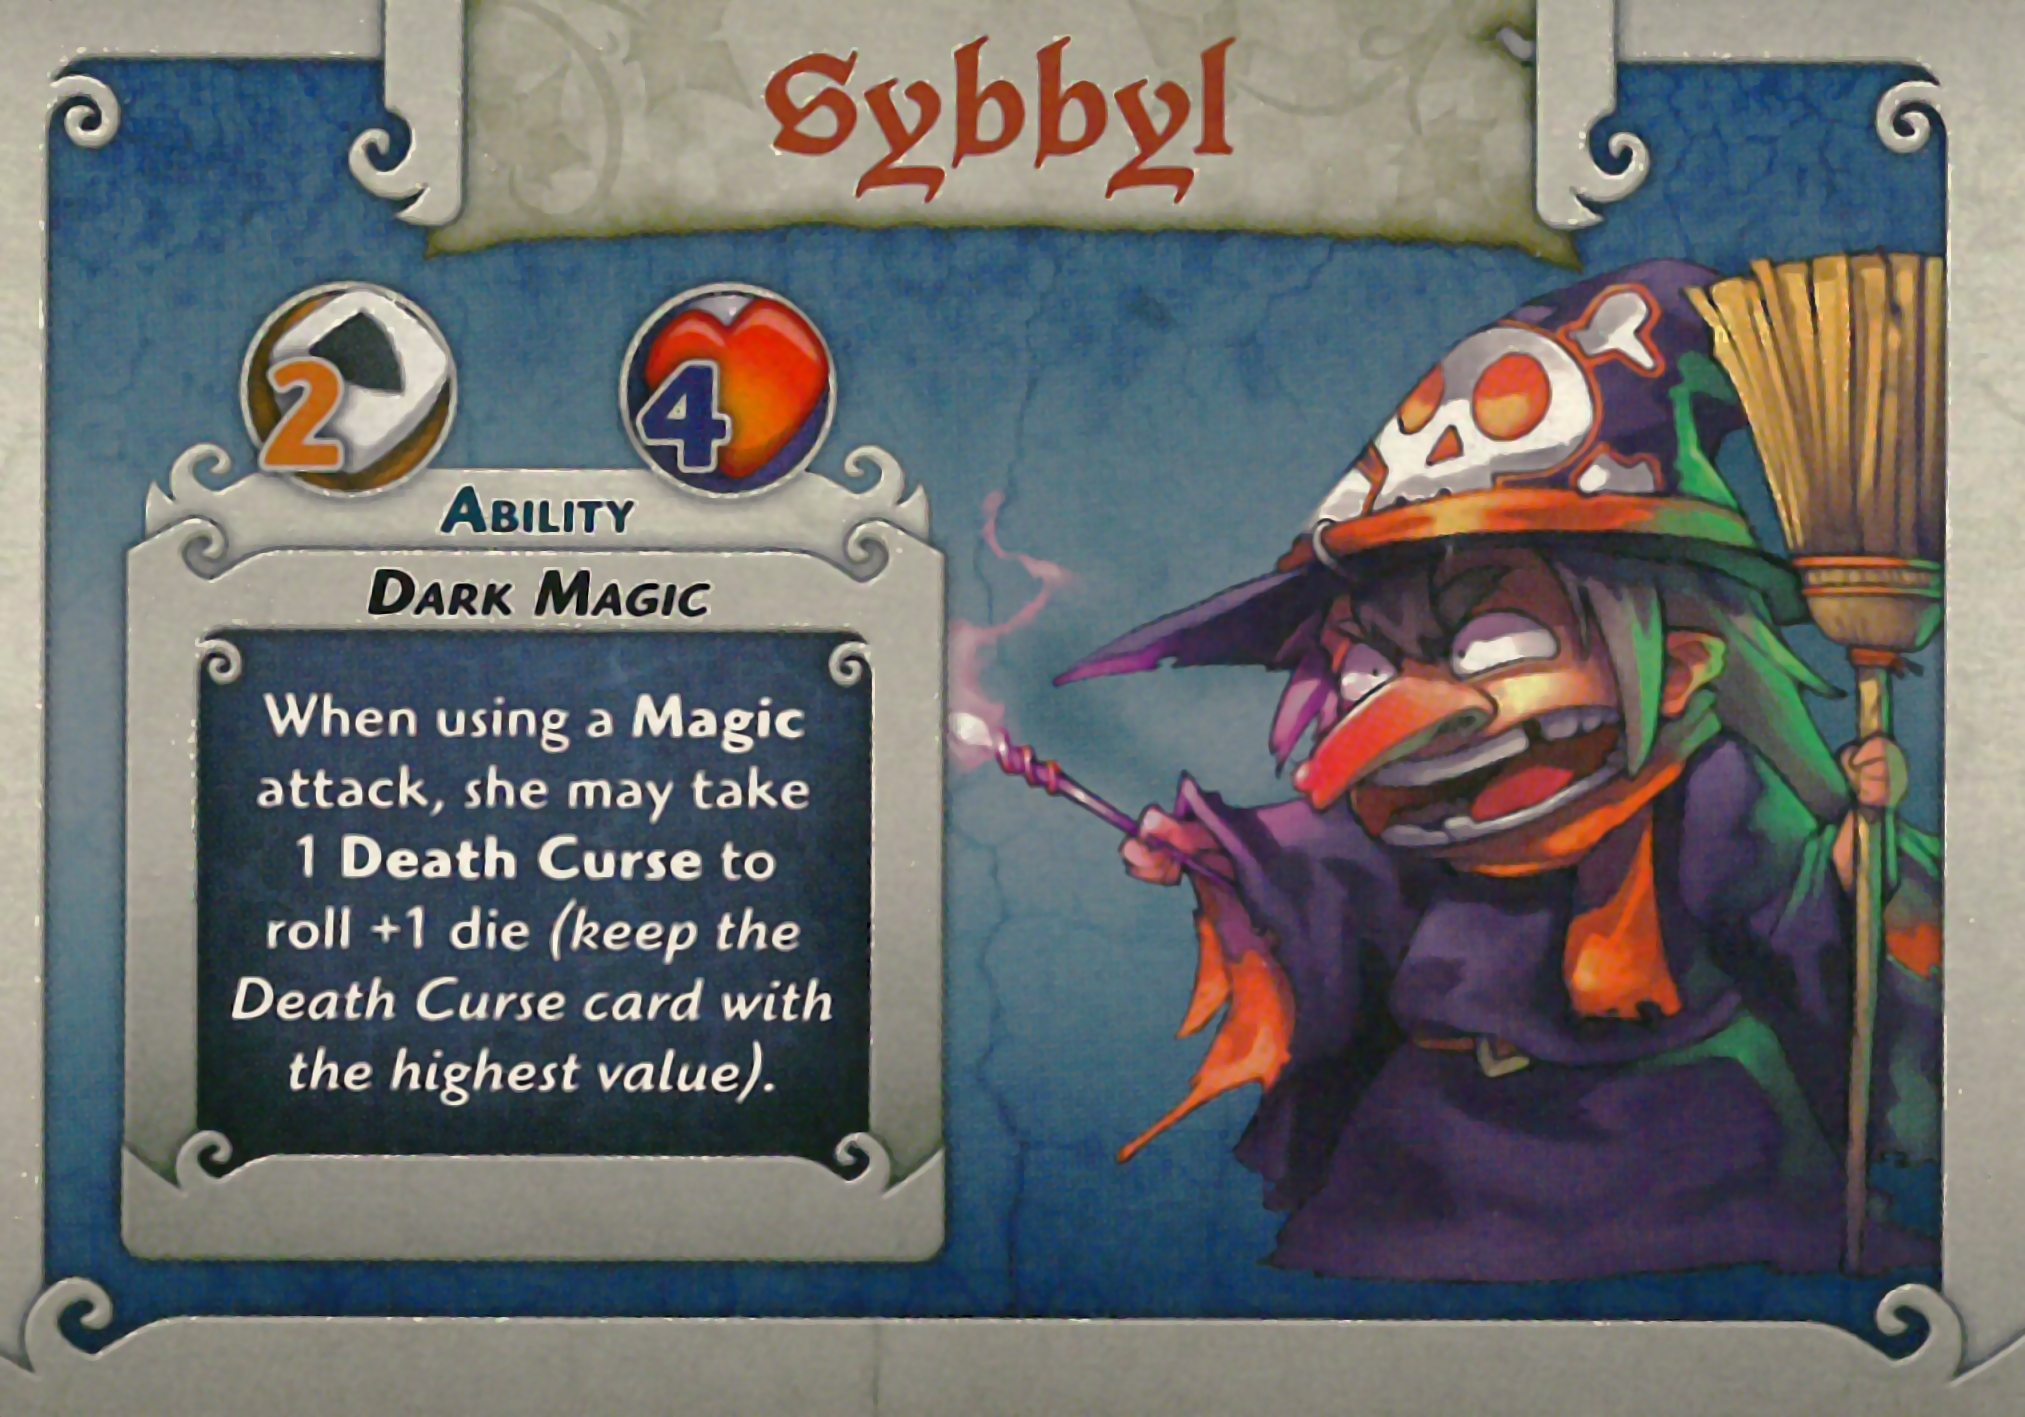 Sybbyl
2
4
ABILITY
DARK MAGIC
When using a Magic
attack, she may take
1 Death Curse to
roll +1 die (keep the
Death Curse card with
the highest value).